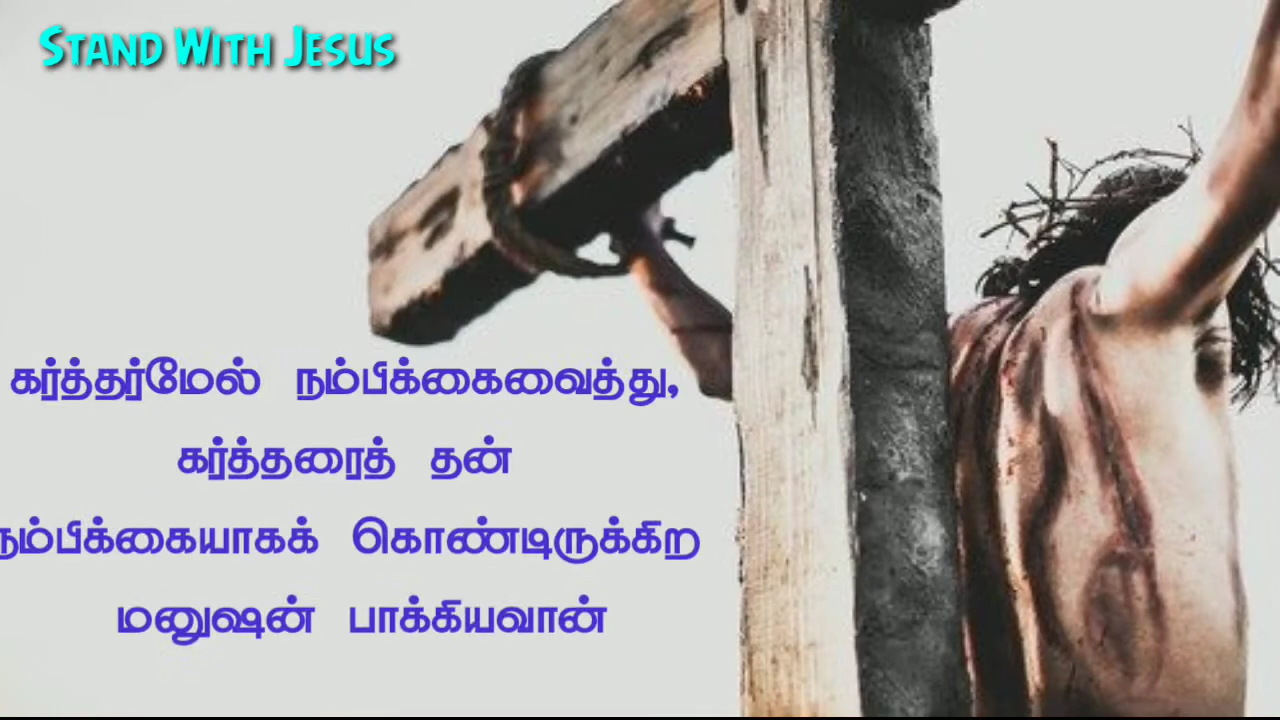 Stand With Jesus
கர்த்தர்மேல் நம்பிக்கைவைத்து,
கர்த்தரைத் தன்
நம்பிக்கையாகக் கொண்டிருக்கிற
மனுஷன் பாக்கியவான்